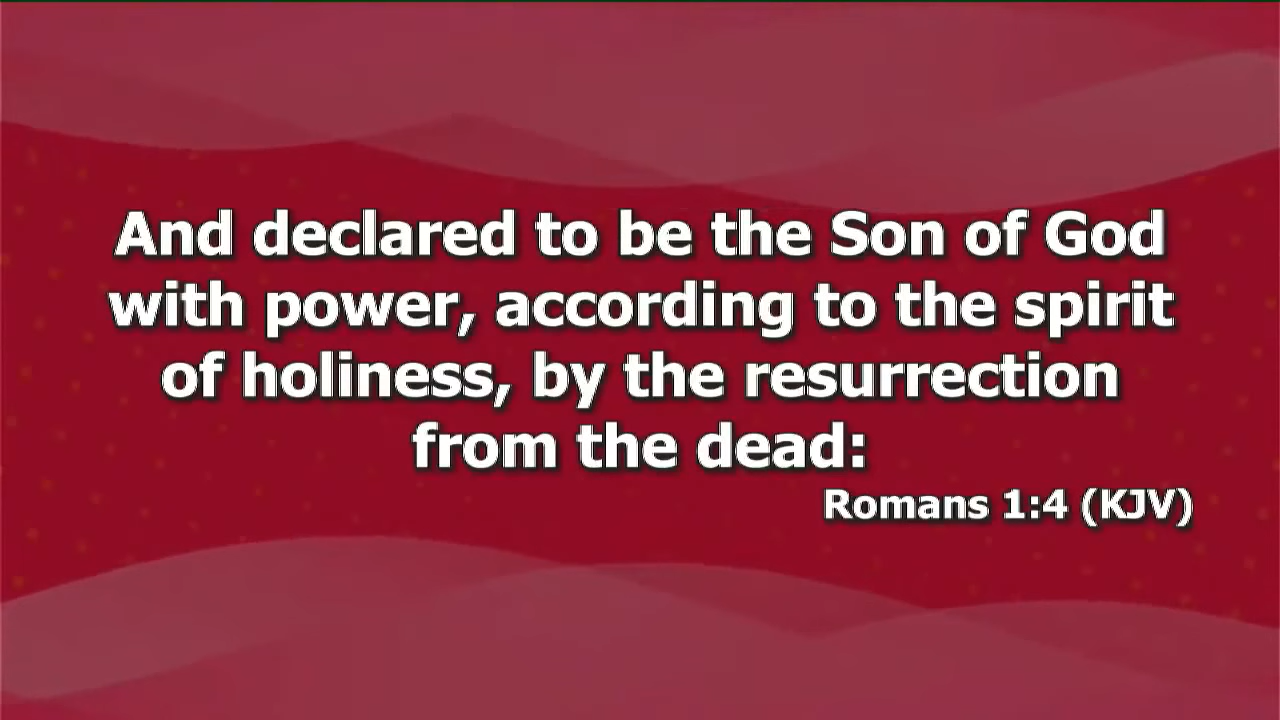 And declared to be the Son of God
with power, according to the spirit
of holiness, by the resurrection
from the dead:
Romans 1:4 (KJV)